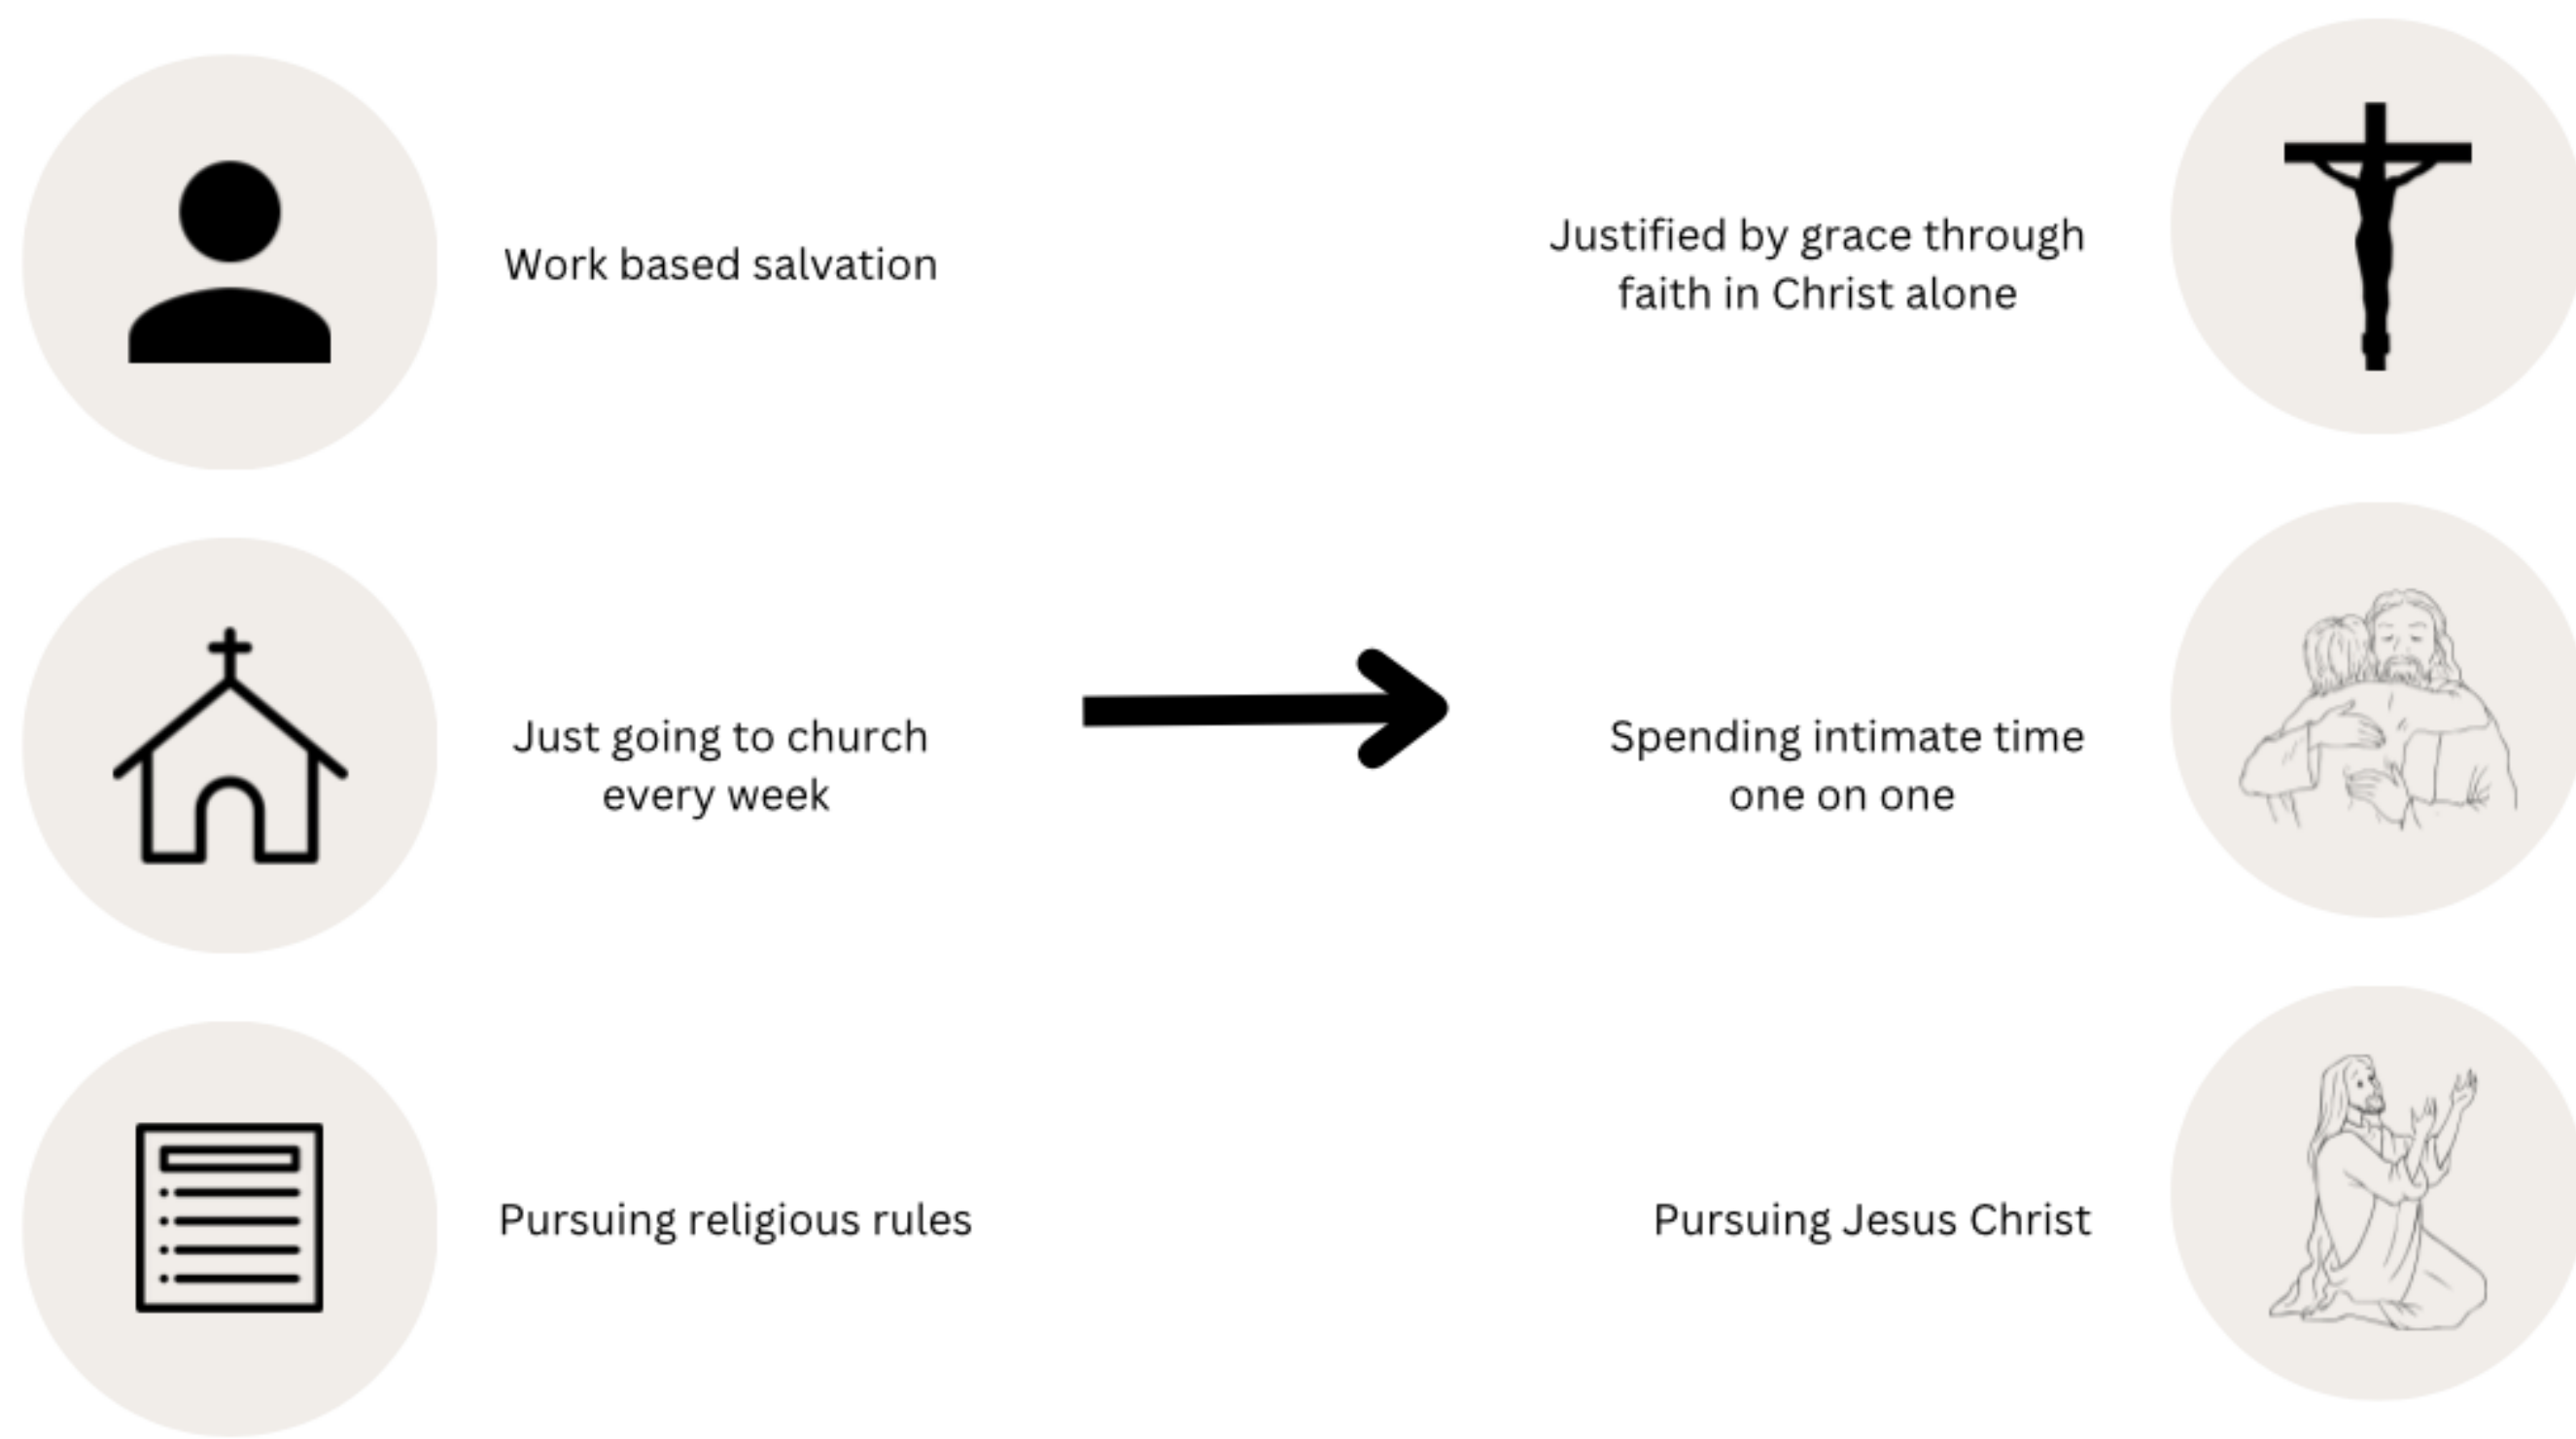 Work based salvation
Justified by grace through
faith in Christ alone
Just going to church
every week
Spending intimate time
one on one
Pursuing religious rules
Pursuing Jesus Christ